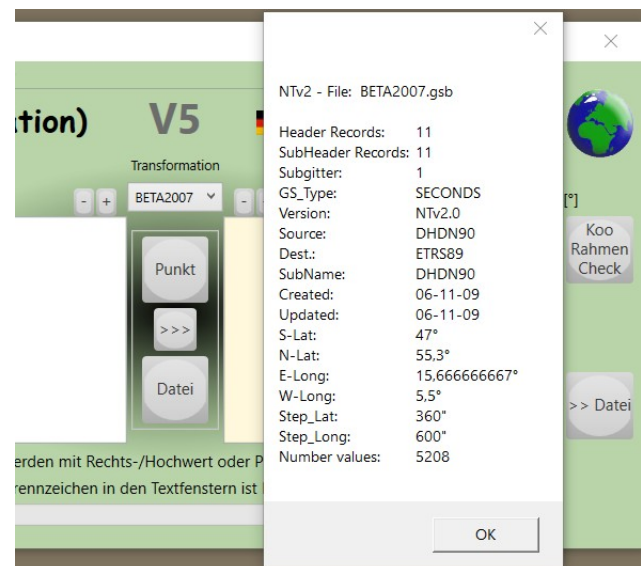 tion)
V5
Transformation
-
+
BETA2007
-
Punkt
>>>
Datei
erden mit Rechts-/Hochwert oder P
rennzeichen in den Textfenstern ist
NTv2 - File: BETA2007.gsb
Header Records: 11
SubHeader Records: 11
Subgitter: 1
GS_Type: SECONDS
Version: NTv2.0
Source: DHDN90
Dest.: ETRS89
SubName: DHDN90
Created: 06-11-09
Updated: 06-11-09
S-Lat: 47°
N-Lat: 55,3°
E-Long: 15,666666667°
W-Long: 5,5°
Step_Lat: 360"
Step_Long: 600"
Number values: 5208
OK
[°]
Koo
Rahmen
Check
>> Datei